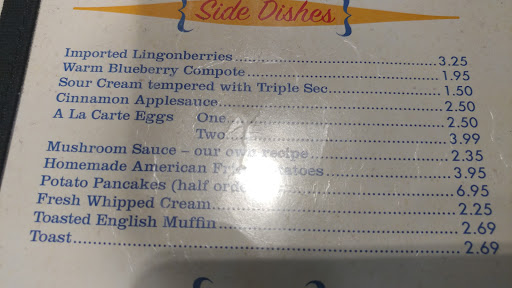 Side Dishes
Imported Lingonberries 3.25
Warm Blueberry Compote 1.95
Sour Cream tempered with Triple Sec 1.50
Cinnamon Applesauce 2.50
A La Carte Eggs One 2.50
Two 3.99
Mushroom Sauce – our own recipe 2.35
Homemade American Fried Potatoes 3.95
Potato Pancakes (half order) 6.95
Fresh Whipped Cream 2.25
Toasted English Muffin 2.69
Toast 2.69